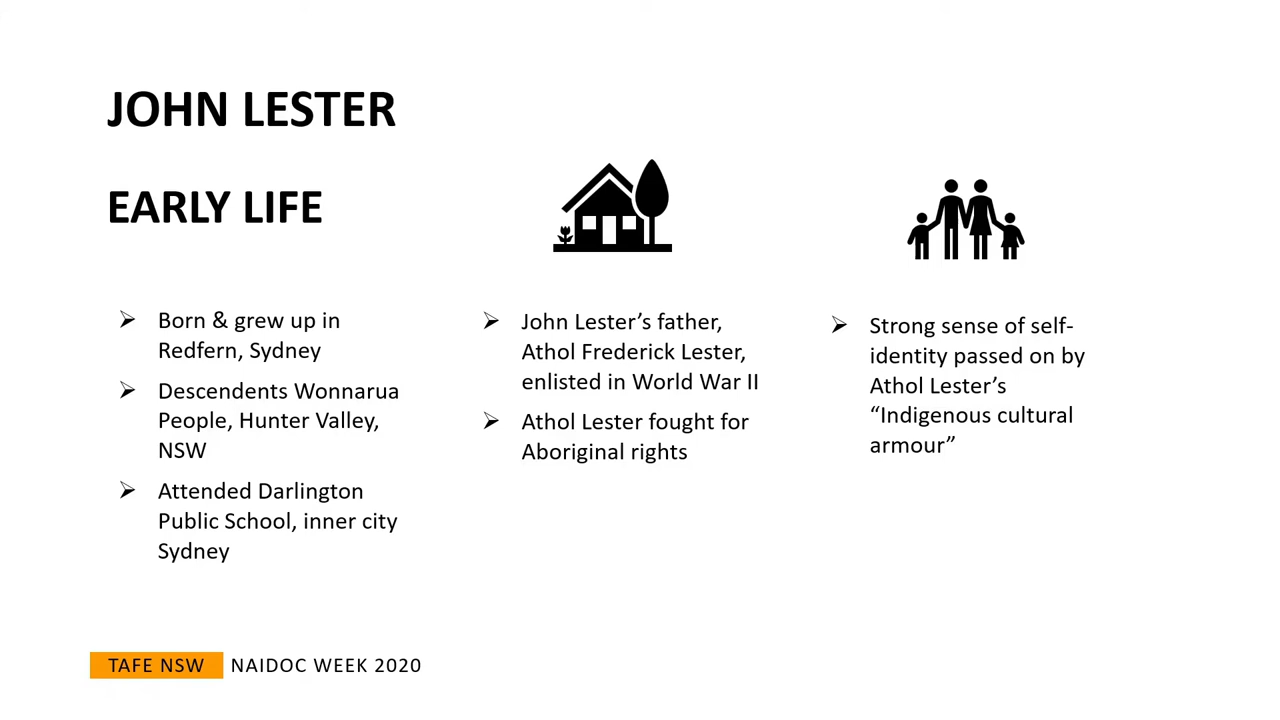 JOHN LESTER
EARLY LIFE
➢ Born & grew up in
Redfern, Sydney
➢ Descendents Wonnarua
People, Hunter Valley,
NSW
➢ Attended Darlington
Public School, inner city
Sydney
➢ John Lester’s father,
Athol Frederick Lester,
enlisted in World War II
➢ Athol Lester fought for
Aboriginal rights
➢ Strong sense of self-
identity passed on by
Athol Lester’s
“Indigenous cultural
armour”
TAFE NSW NAIDOC WEEK 2020